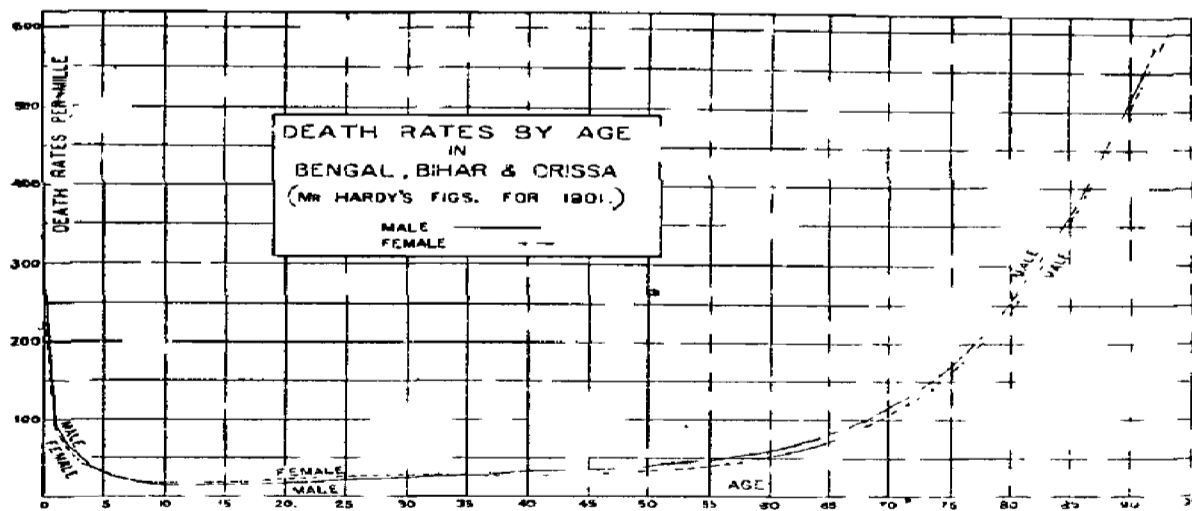 600
500
400
300
200
100
DEATH RATES PER MILLE
DEATH RATES BY AGE
IN
BENGAL, BIHAR & ORISSA
(MR HARDY'S FIGS. FOR 1901.)
MALE
FEMALE
MALE
FEMALE
FEMALE
MALE
MALE
AGE
0 5 10 15 20 25 30 35 40 45 50 55 60 65 70 75 80 85 90